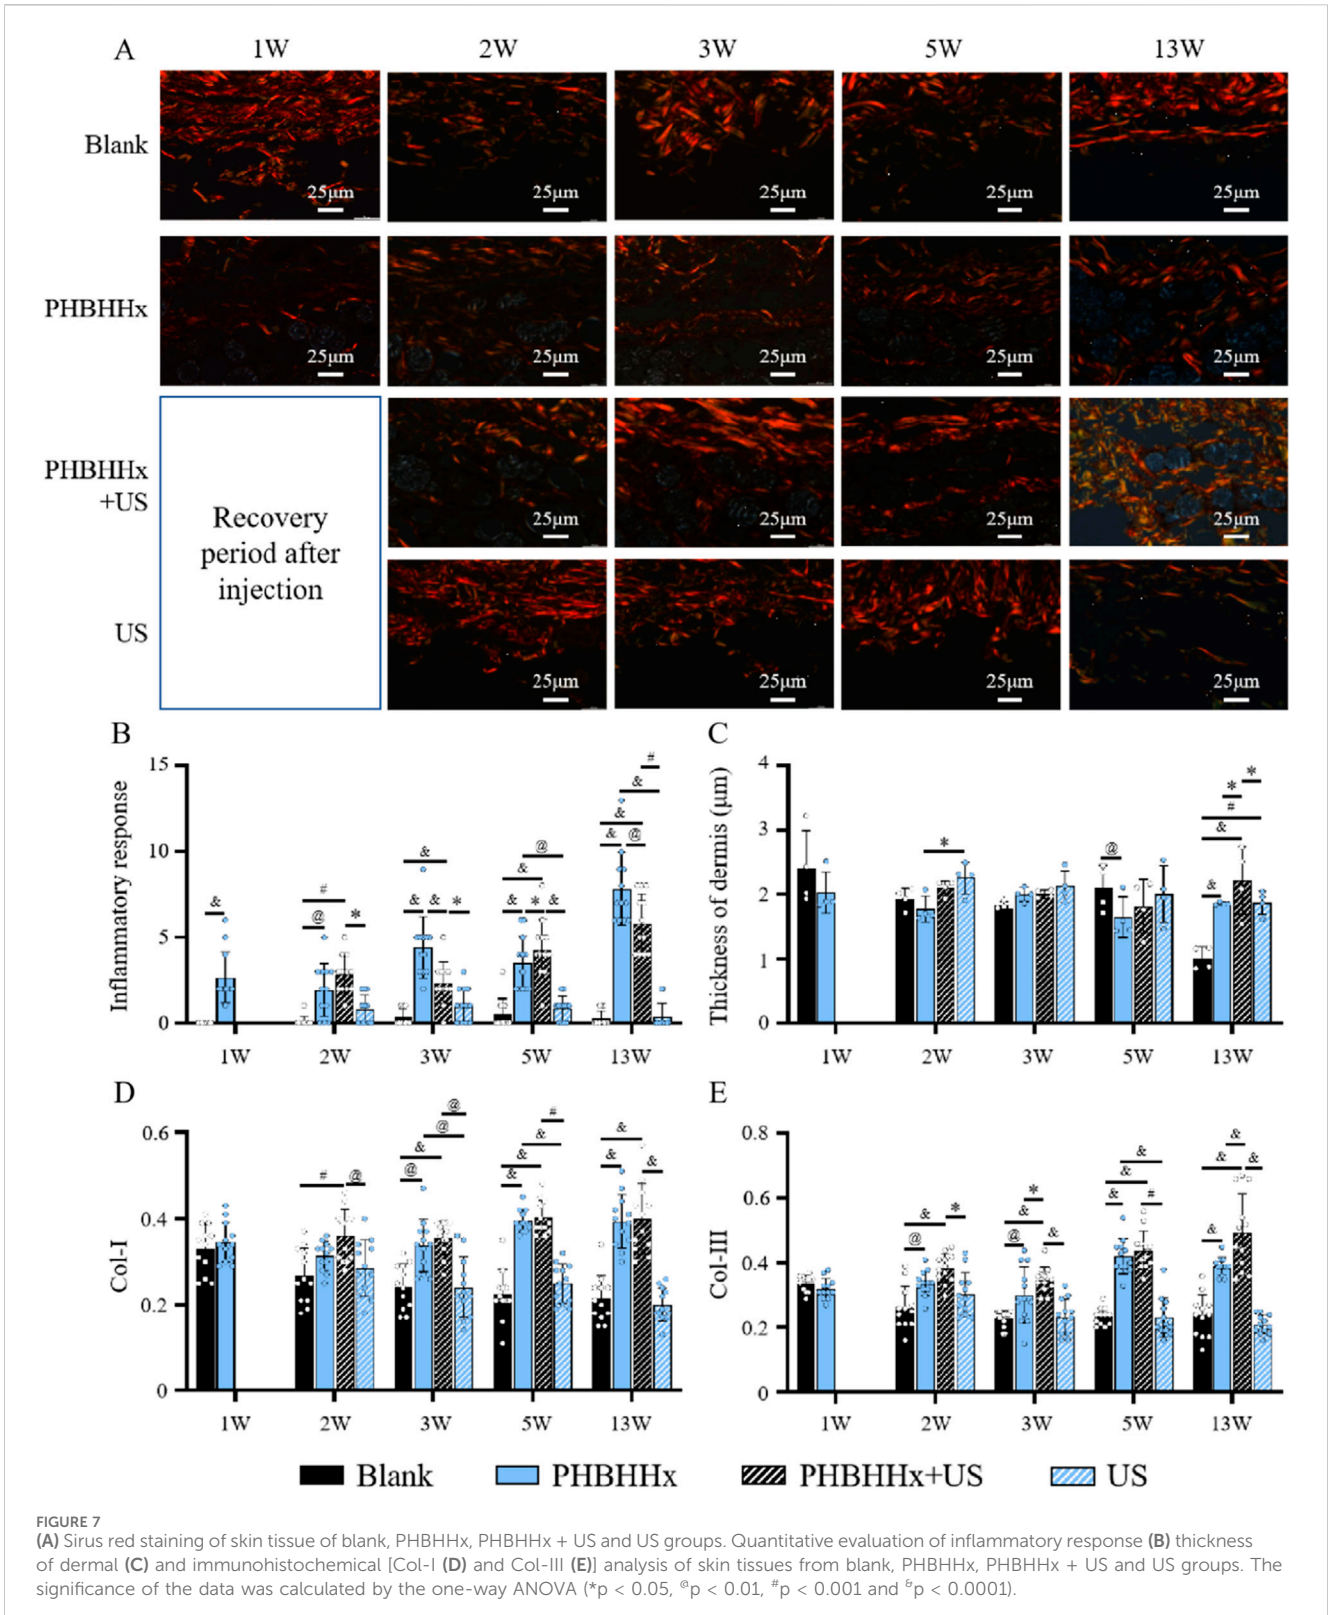 A
1W 2W 3W 5W 13W
Blank
25μm 25μm 25μm 25μm 25μm
PHBHHx
25μm 25μm 25μm 25μm 25μm
PHBHHx
+US
25μm 25μm 25μm 25μm
Recovery
period after
injection
US
25μm 25μm 25μm 25μm
B
Inflammatory response
15
10
5
0
& @ # * & & & * & & * & @ & @ & & #
1W 2W 3W 5W 13W
C
Thickness of dermis (μm)
4
3
2
1
0
* @ & & # * *
1W 2W 3W 5W 13W
D
Col-I
0.6
0.4
0.2
0
# @ @ & @ @ & & & # & & &
1W 2W 3W 5W 13W
E
Col-III
0.8
0.6
0.4
0.2
0
@ & * @ & * & & & & # & & & &
1W 2W 3W 5W 13W
Blank PHBHHx PHBHHx+US US
FIGURE 7
(A) Sirus red staining of skin tissue of blank, PHBHHx, PHBHHx + US and US groups. Quantitative evaluation of inflammatory response (B) thickness
of dermal (C) and immunohistochemical [Col-I (D) and Col-III (E)] analysis of skin tissues from blank, PHBHHx, PHBHHx + US and US groups. The
significance of the data was calculated by the one-way ANOVA (*p < 0.05, @p < 0.01, #p < 0.001 and &p < 0.0001).